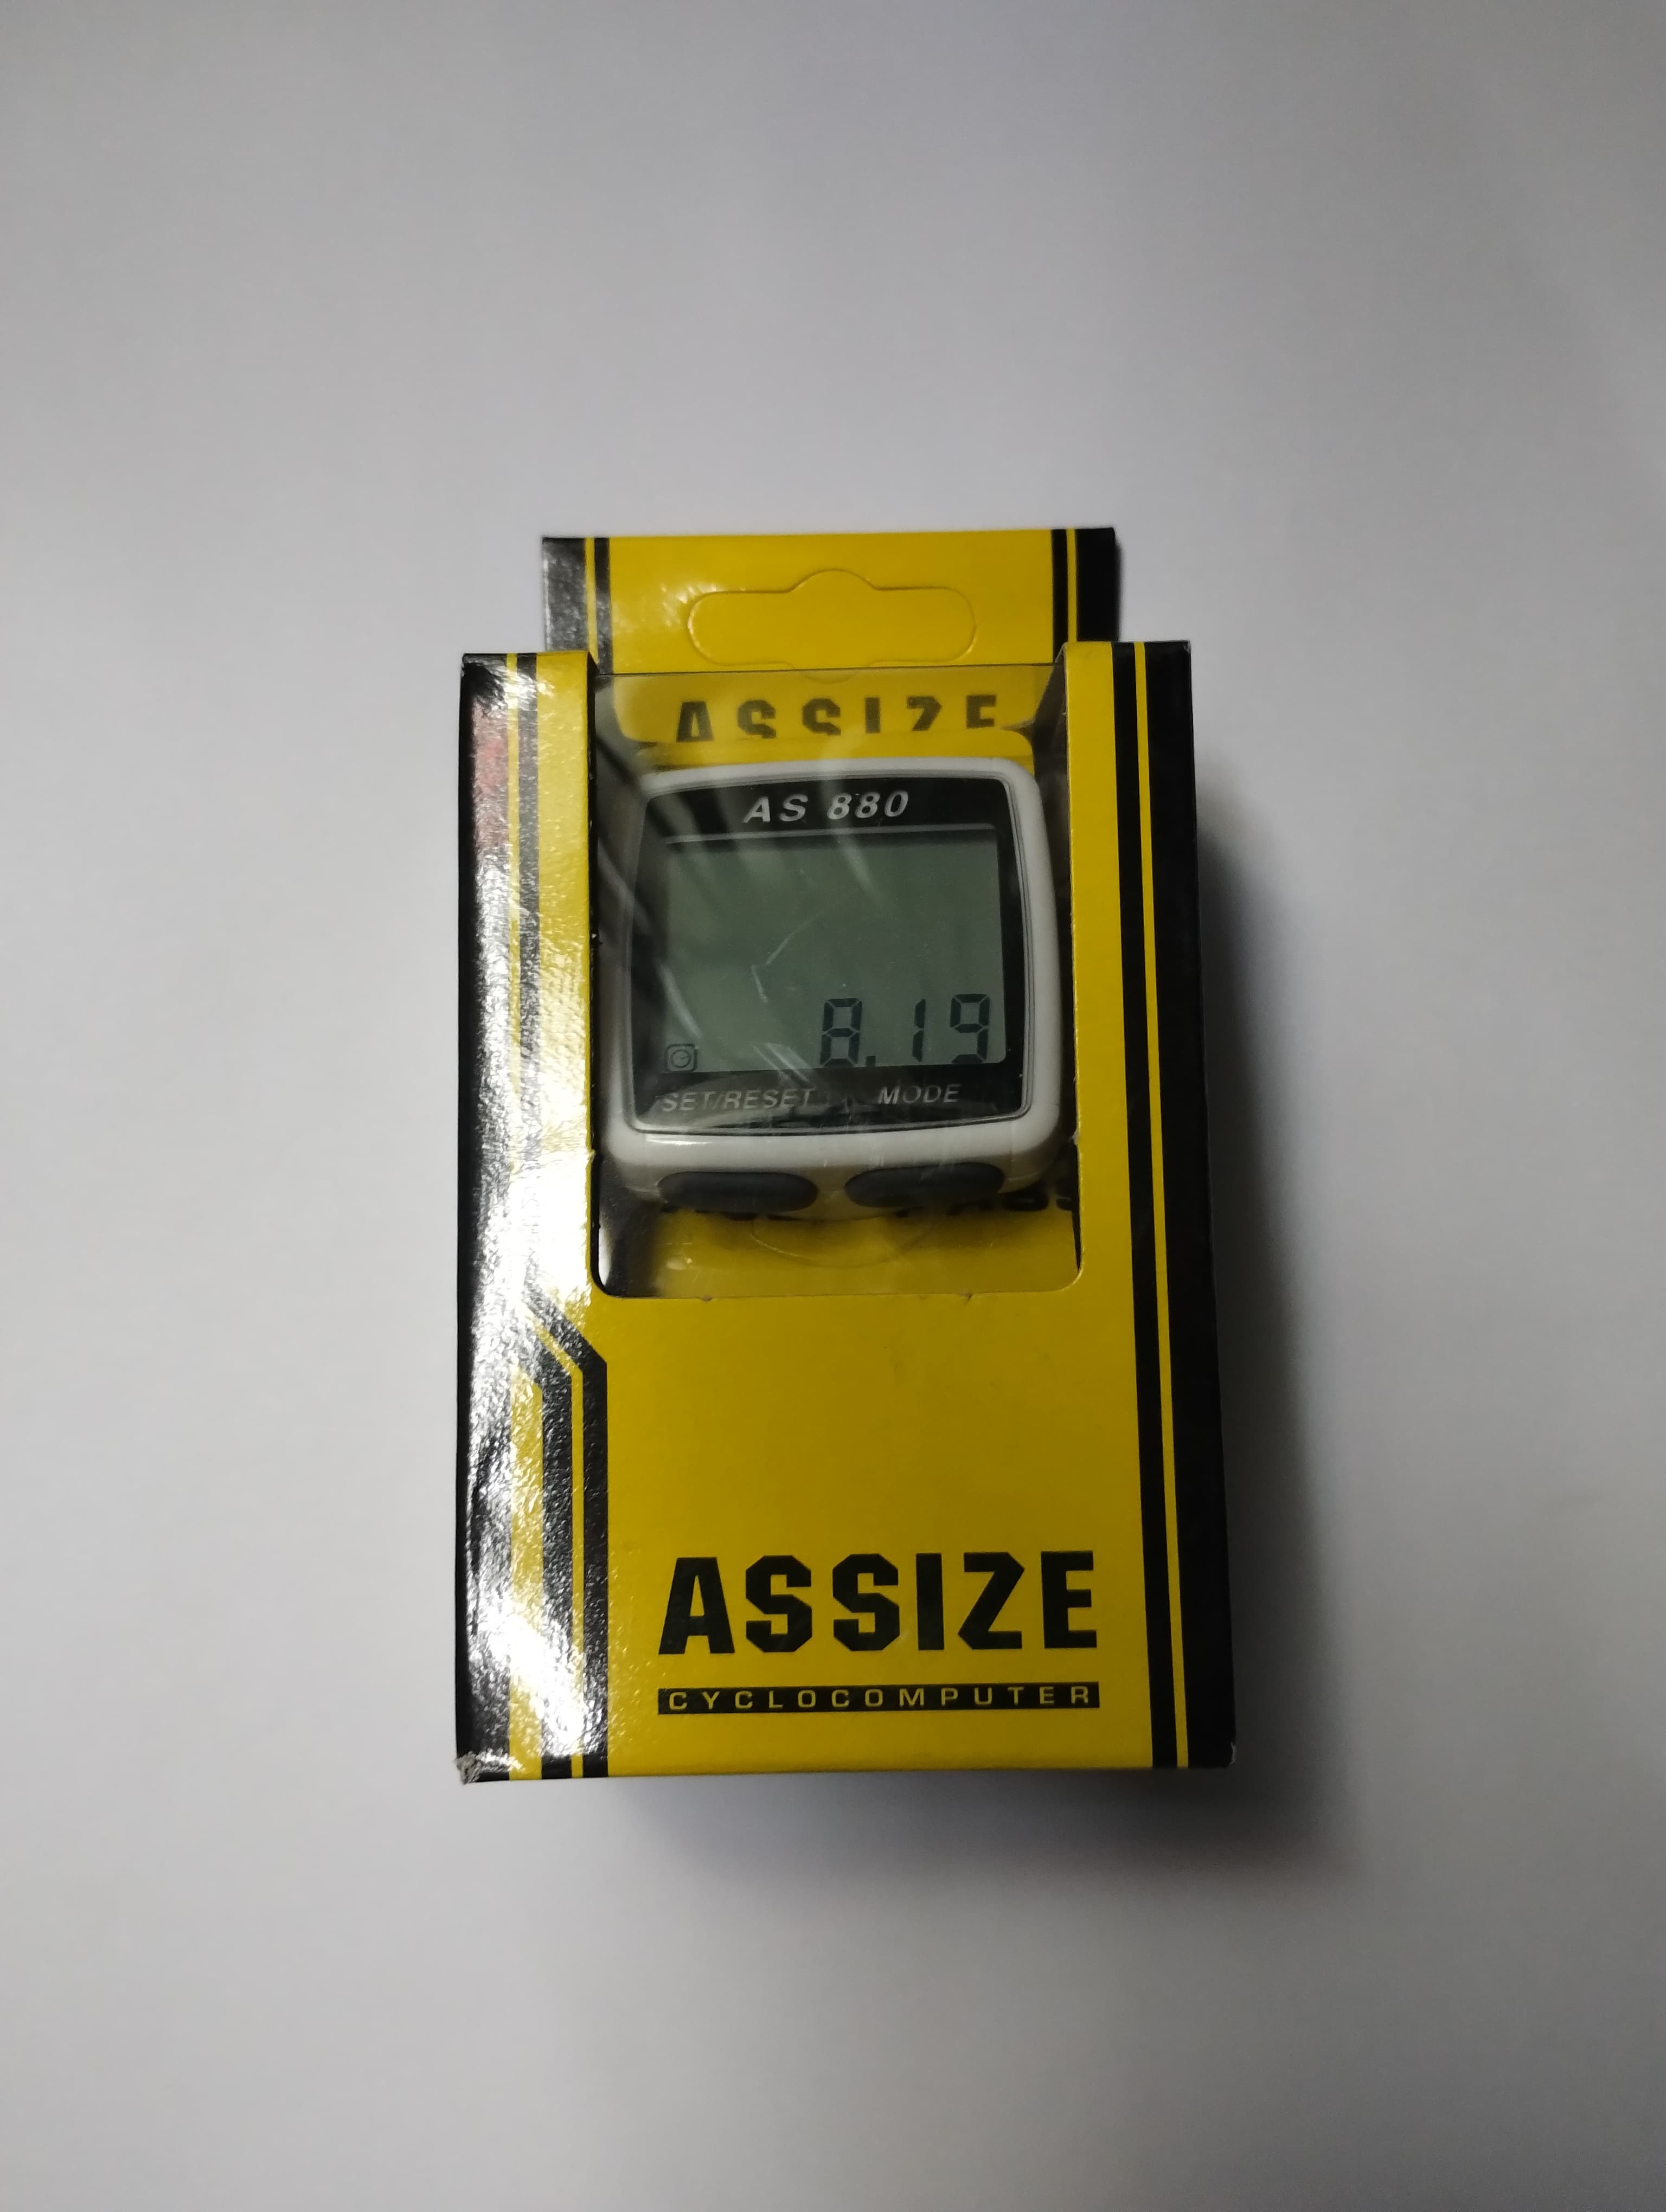 ASSIZE
AS 880
8.19
SET/RESET MODE
ASSIZE
CYCLOCOMPUTER